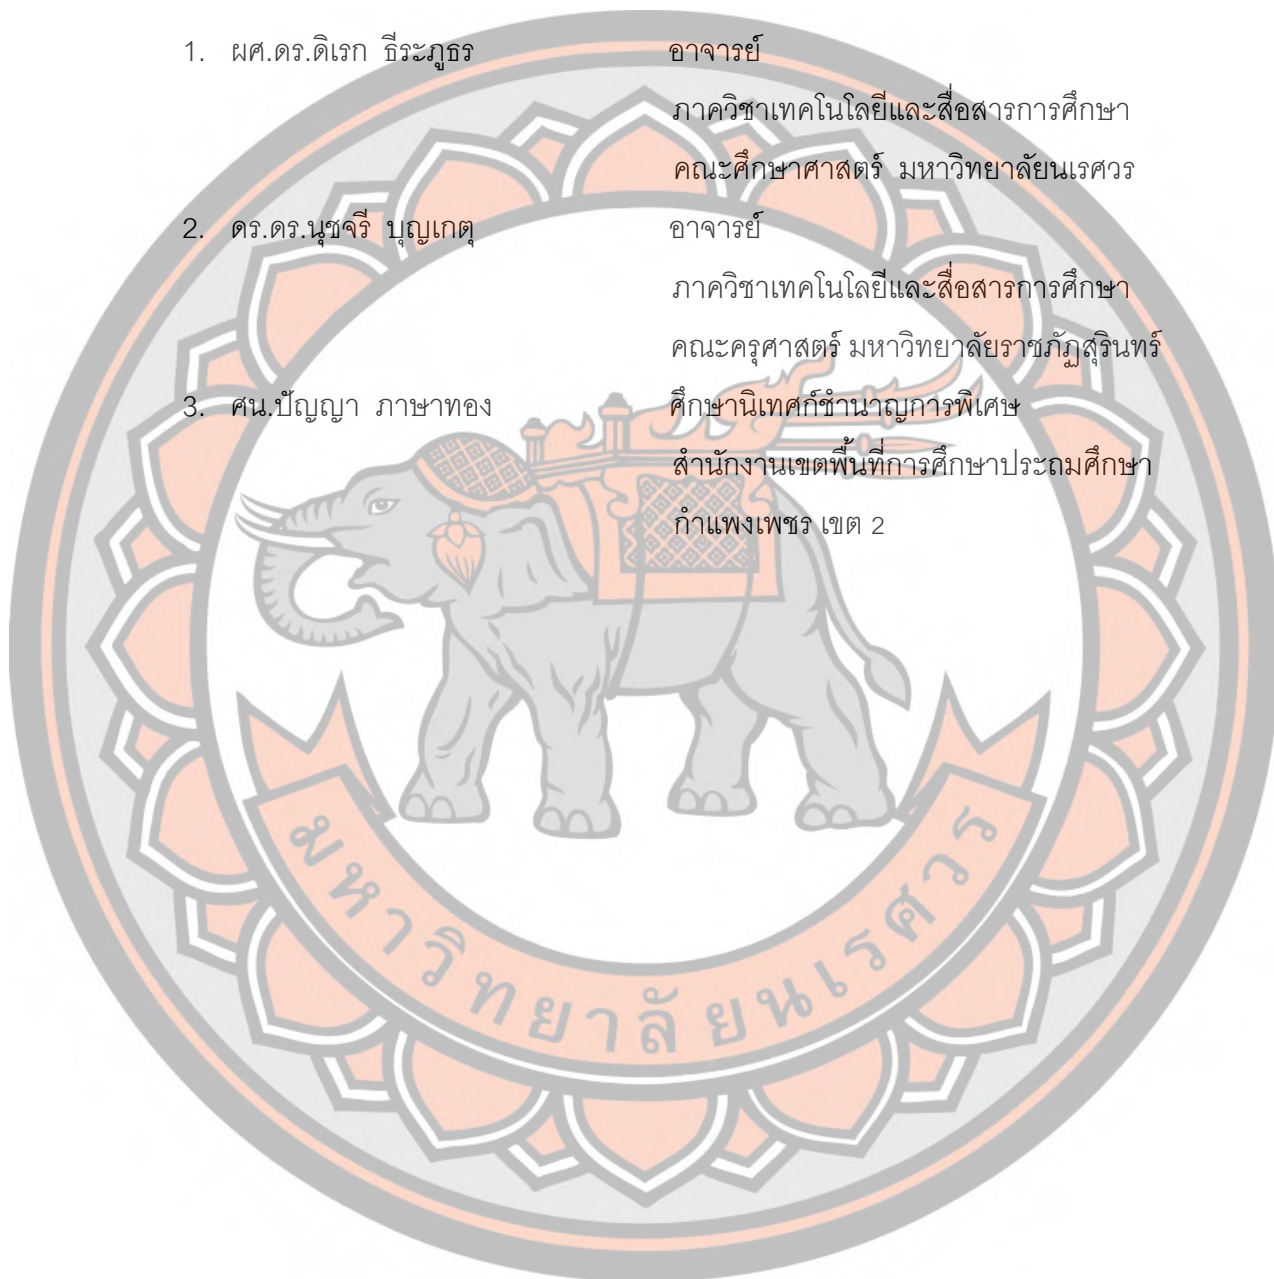 1. ผศ.ดร.ดิเรก ธีระภูธร อาจารย์
ภาควิชาเทคโนโลยีและสื่อสารการศึกษา
คณะศึกษาศาสตร์ มหาวิทยาลัยนเรศวร
2. ดร.ดร.นุชจรี บุญเกตุ อาจารย์
ภาควิชาเทคโนโลยีและสื่อสารการศึกษา
คณะครุศาสตร์ มหาวิทยาลัยราชภัฏสุรินทร์
3. ศน.ปัญญา ภาษาทอง ศึกษานิเทศก์ชำนาญการพิเศษ
สำนักงานเขตพื้นที่การศึกษาประถมศึกษา
กำแพงเพชร เขต 2
มหาวิทยาลัยนเรศวร